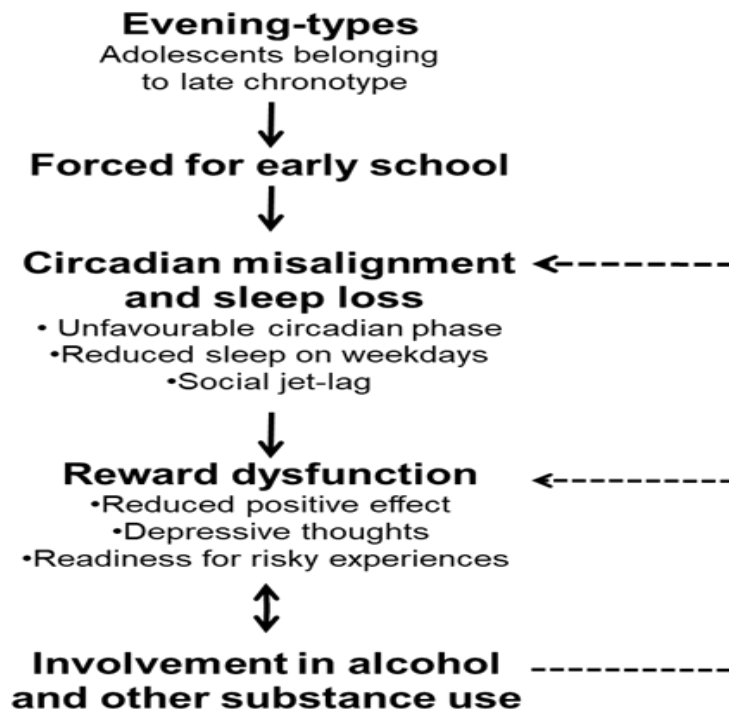 Evening-types
Adolescents belonging
to late chronotype
Forced for early school
Circadian misalignment
and sleep loss
• Unfavourable circadian phase
•Reduced sleep on weekdays
•Social jet-lag
Reward dysfunction
•Reduced positive effect
•Depressive thoughts
•Readiness for risky experiences
Involvement in alcohol
and other substance use